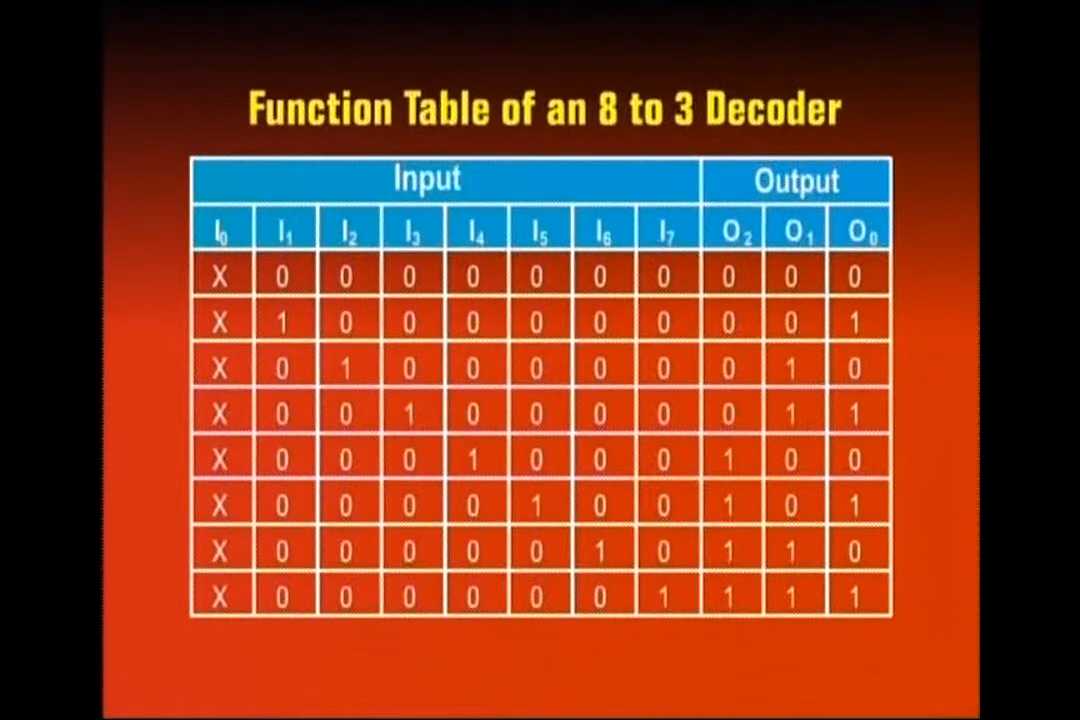 Function Table of an 8 to 3 Decoder
Input Output
I₀ I₁ I₂ I₃ I₄ I₅ I₆ I₇ O₂ O₁ O₀
X 0 0 0 0 0 0 0 0 0 0
X 1 0 0 0 0 0 0 0 0 1
X 0 1 0 0 0 0 0 0 1 0
X 0 0 1 0 0 0 0 0 1 1
X 0 0 0 1 0 0 0 1 0 0
X 0 0 0 0 1 0 0 1 0 1
X 0 0 0 0 0 1 0 1 1 0
X 0 0 0 0 0 0 1 1 1 1